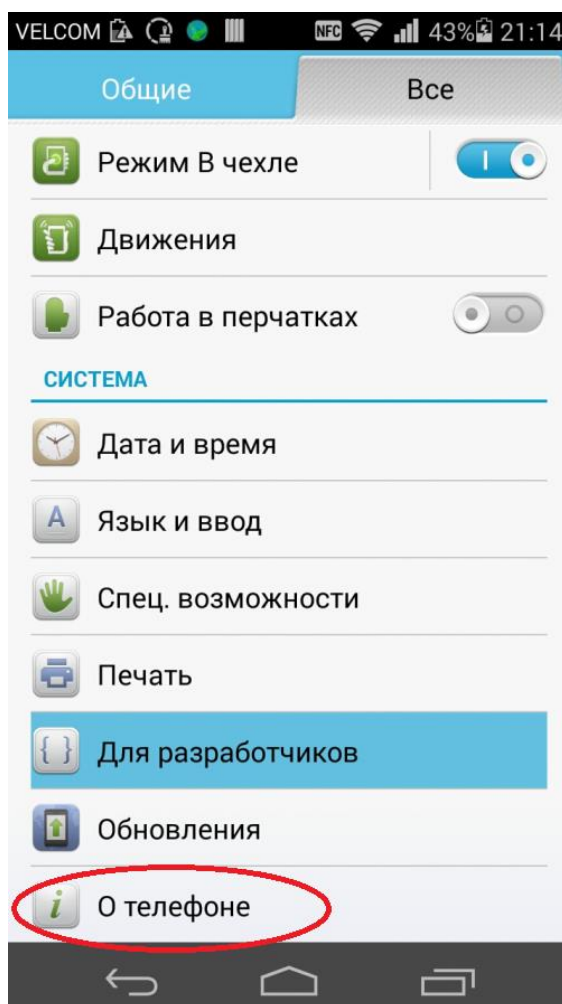 VELCOM NFC 43% 21:14
Общие Все
Режим В чехле
Движения
Работа в перчатках
СИСТЕМА
Дата и время
A Язык и ввод
Спец. возможности
Печать
{ } Для разработчиков
Обновления
i О телефоне